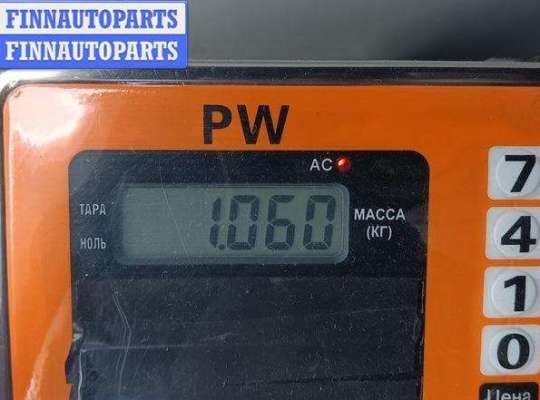 FINNAUTOPARTS
FINNAUTOPARTS
PW
AC
ТАРА
НОЛЬ
1.060
МАССА
(КГ)
7
4
1
0
Цена